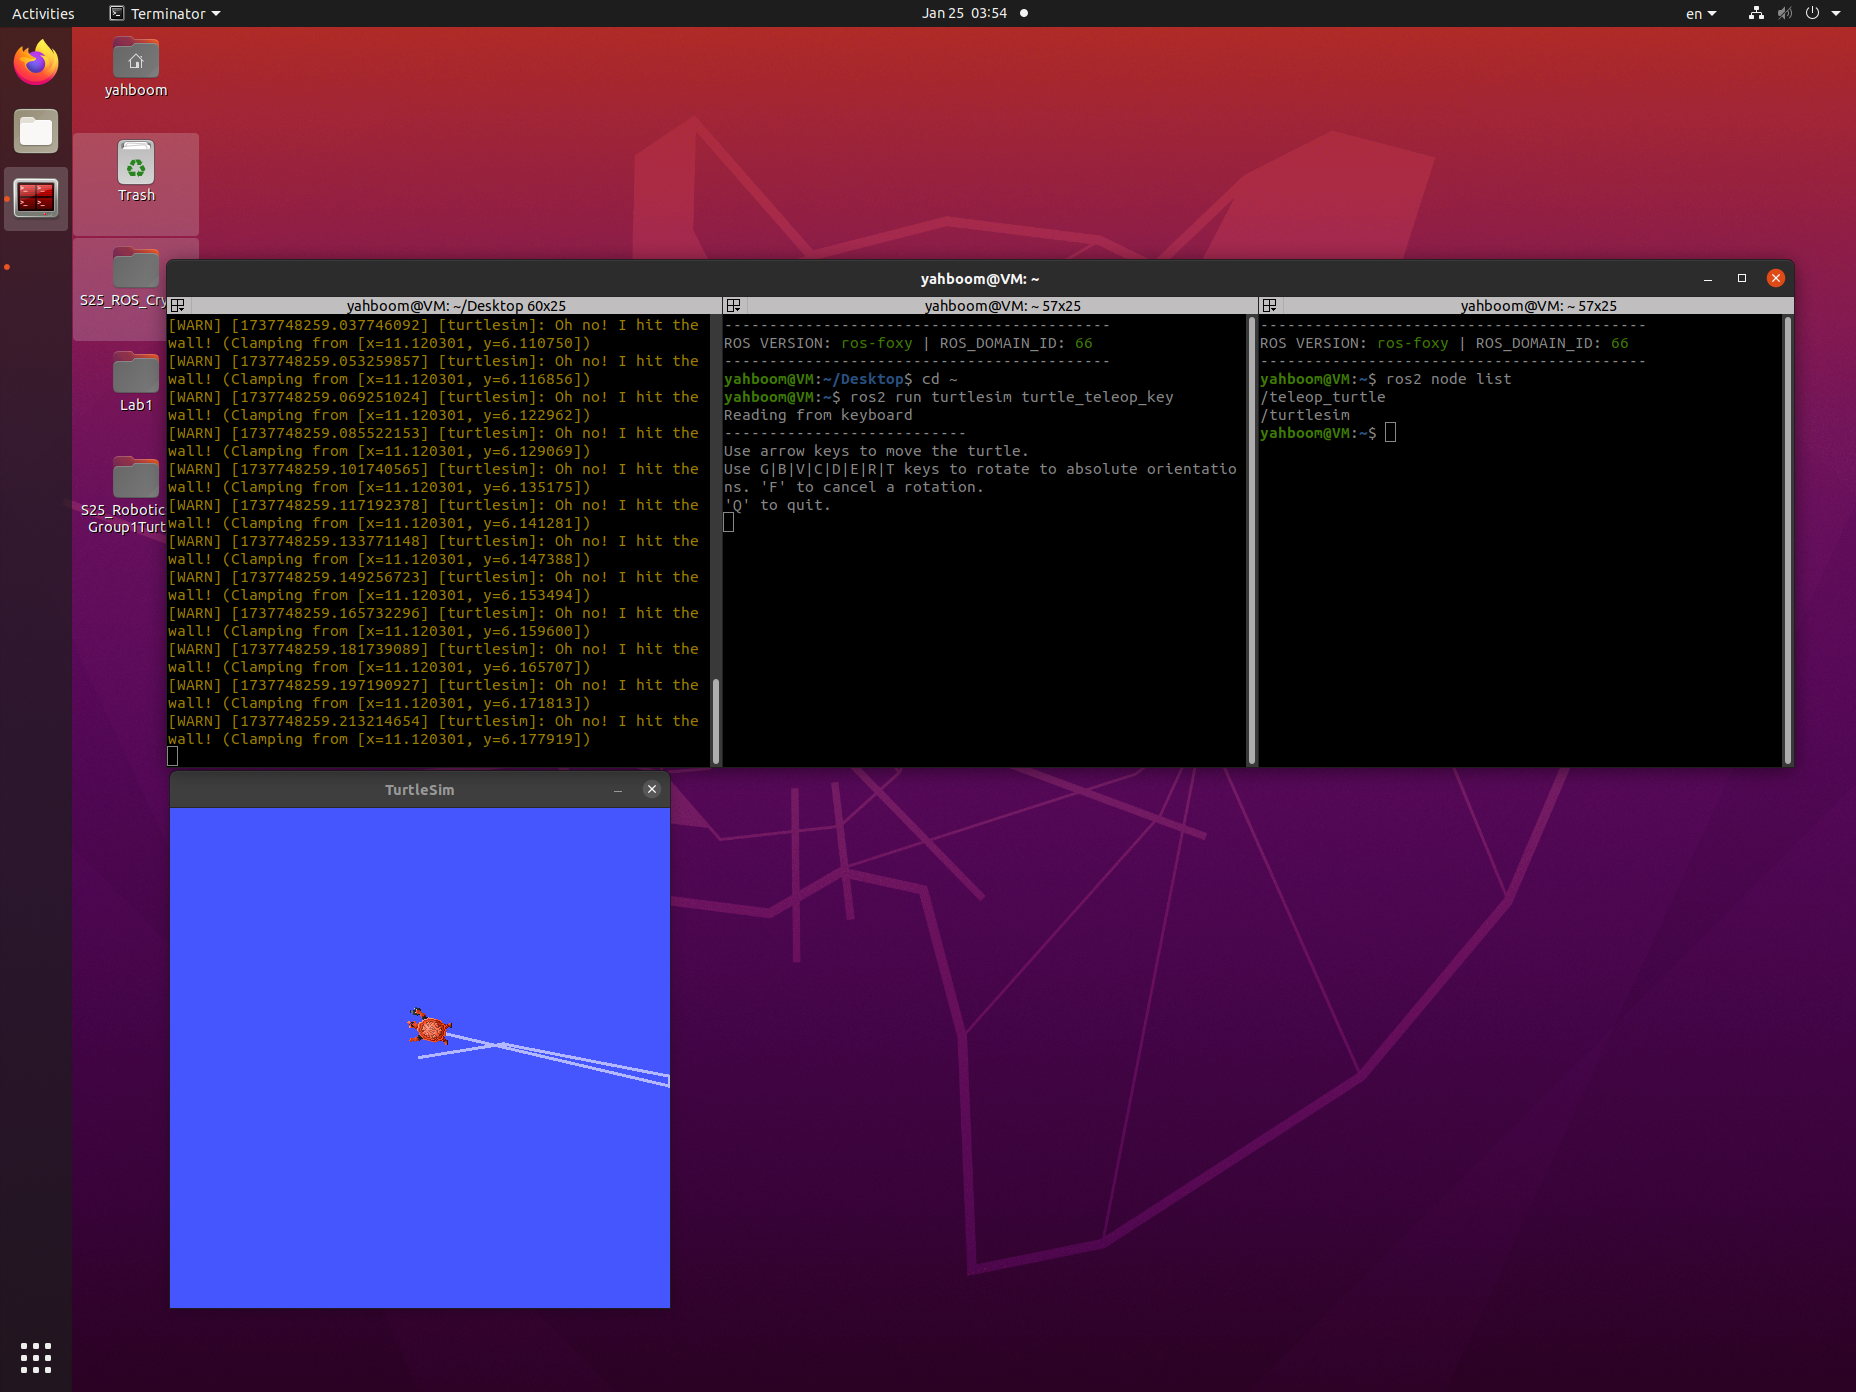 Activities
Terminator
Jan 25 03:54
en
yahboom
Trash
S25_ROS_Cry
Lab1
S25_Robotic
Group1Turt
yahboom@VM: ~
yahboom@VM: ~/Desktop 60x25
[WARN] [1737748259.037746092] [turtlesim]: Oh no! I hit the
wall! (Clamping from [x=11.120301, y=6.110750])
[WARN] [1737748259.053259857] [turtlesim]: Oh no! I hit the
wall! (Clamping from [x=11.120301, y=6.116856])
[WARN] [1737748259.069251024] [turtlesim]: Oh no! I hit the
wall! (Clamping from [x=11.120301, y=6.122962])
[WARN] [1737748259.085522153] [turtlesim]: Oh no! I hit the
wall! (Clamping from [x=11.120301, y=6.129069])
[WARN] [1737748259.101740565] [turtlesim]: Oh no! I hit the
wall! (Clamping from [x=11.120301, y=6.135175])
[WARN] [1737748259.117192378] [turtlesim]: Oh no! I hit the
wall! (Clamping from [x=11.120301, y=6.141281])
[WARN] [1737748259.133771148] [turtlesim]: Oh no! I hit the
wall! (Clamping from [x=11.120301, y=6.147388])
[WARN] [1737748259.149256723] [turtlesim]: Oh no! I hit the
wall! (Clamping from [x=11.120301, y=6.153494])
[WARN] [1737748259.165732296] [turtlesim]: Oh no! I hit the
wall! (Clamping from [x=11.120301, y=6.159600])
[WARN] [1737748259.181739089] [turtlesim]: Oh no! I hit the
wall! (Clamping from [x=11.120301, y=6.165707])
[WARN] [1737748259.197190927] [turtlesim]: Oh no! I hit the
wall! (Clamping from [x=11.120301, y=6.171813])
[WARN] [1737748259.213214654] [turtlesim]: Oh no! I hit the
wall! (Clamping from [x=11.120301, y=6.177919])
yahboom@VM: ~ 57x25
-------------------------------------------
ROS VERSION: ros-foxy | ROS_DOMAIN_ID: 66
-------------------------------------------
yahboom@VM:~/Desktop$ cd ~
yahboom@VM:~$ ros2 run turtlesim turtle_teleop_key
Reading from keyboard
---------------------------
Use arrow keys to move the turtle.
Use G|B|V|C|D|E|R|T keys to rotate to absolute orientatio
ns. 'F' to cancel a rotation.
'Q' to quit.
yahboom@VM: ~ 57x25
-------------------------------------------
ROS VERSION: ros-foxy | ROS_DOMAIN_ID: 66
-------------------------------------------
yahboom@VM:~$ ros2 node list
/teleop_turtle
/turtlesim
yahboom@VM:~$
TurtleSim